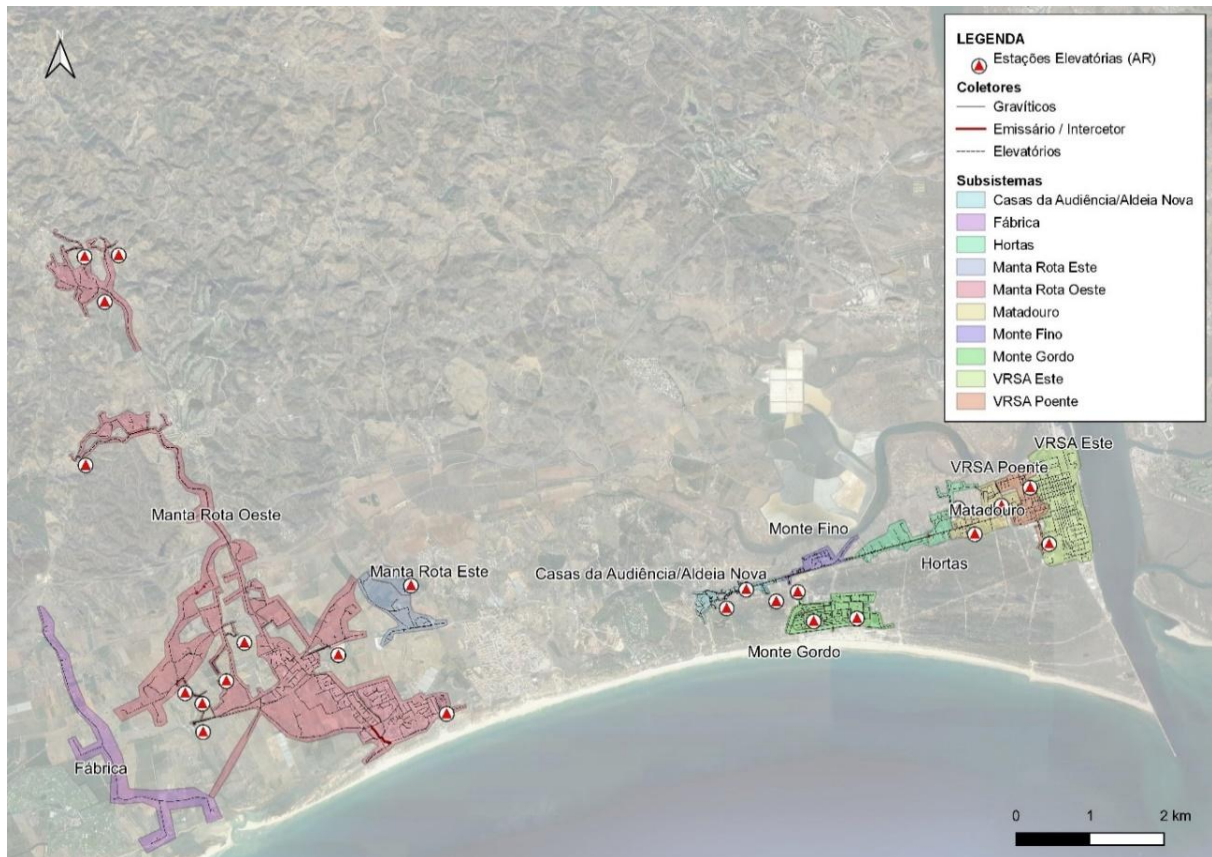 N
LEGENDA
Estações Elevatórias (AR)
Coletores
Gravíticos
Emissário / Intercetor
Elevatórios
Subsistemas
Casas da Audiência/Aldeia Nova
Fábrica
Hortas
Manta Rota Este
Manta Rota Oeste
Matadouro
Monte Fino
Monte Gordo
VRSA Este
VRSA Poente
VRSA Este
VRSA Poente
Matadouro
Manta Rota Oeste
Monte Fino
Hortas
Manta Rota Este
Casas da Audiência/Aldeia Nova
Monte Gordo
Fábrica
0 1 2 km